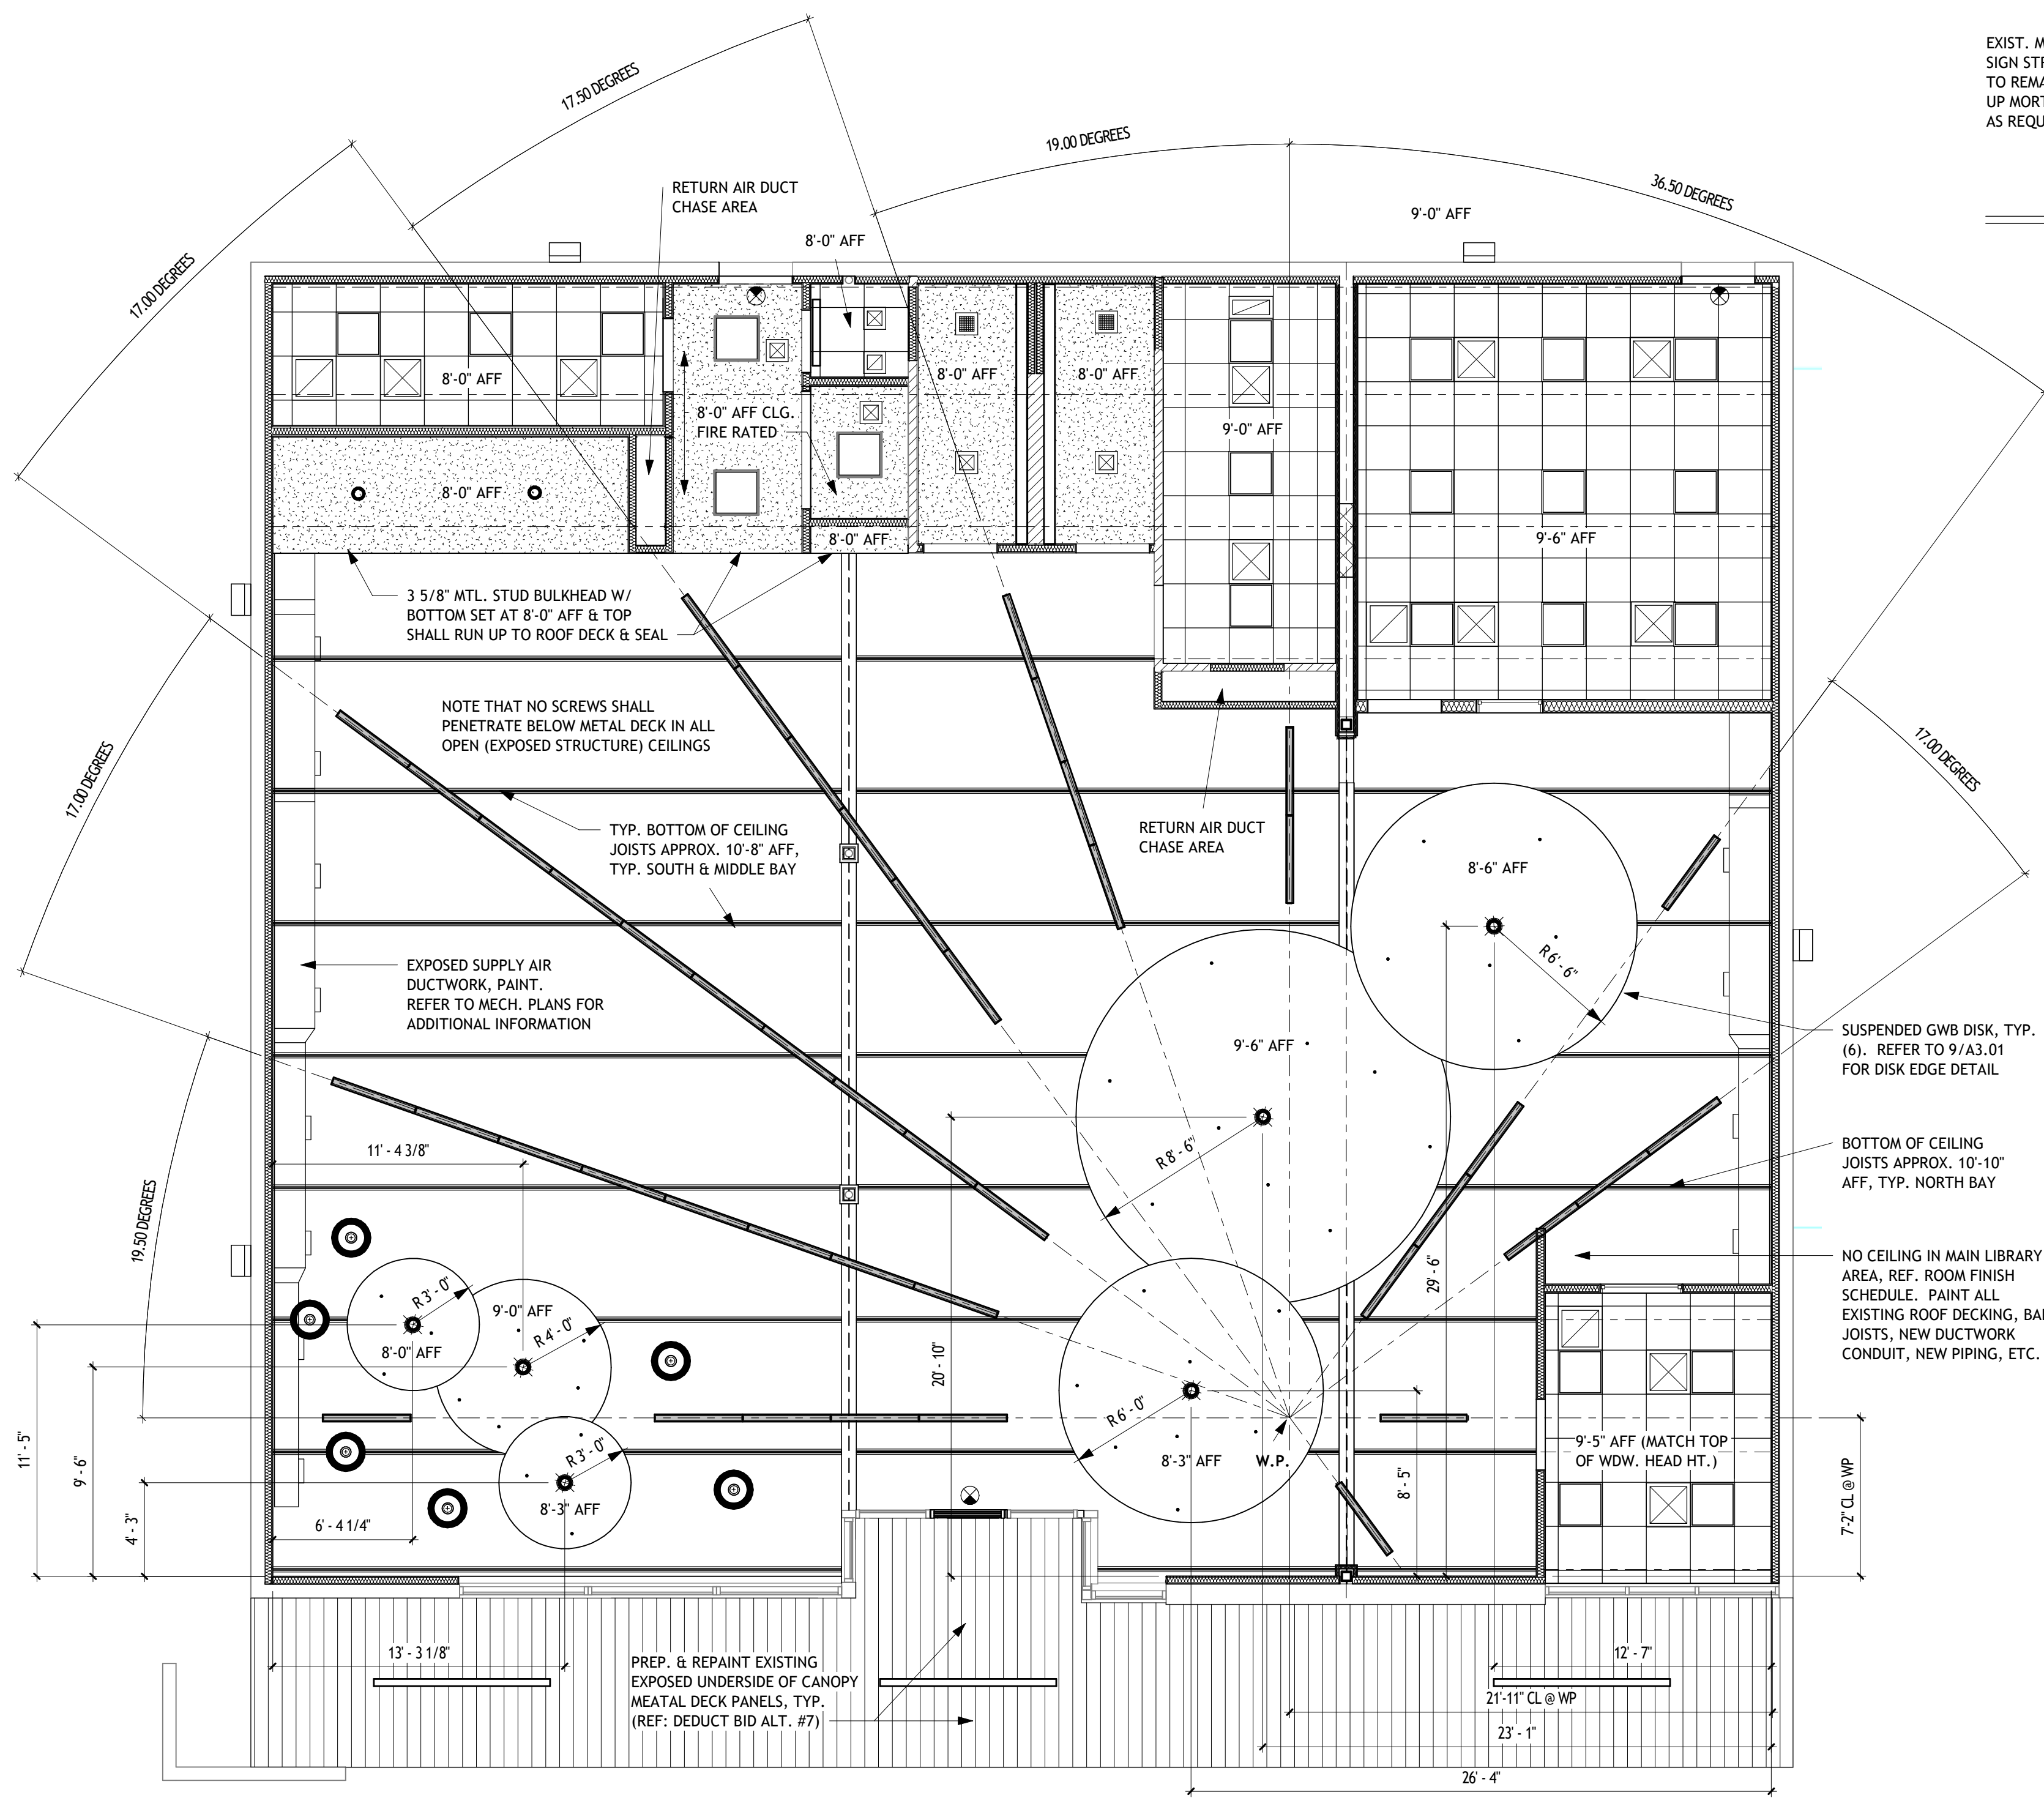 EXIST. M
SIGN STR
TO REMA
UP MORT
AS REQU
17.50 DEGREES
19.00 DEGREES
36.50 DEGREES
17.00 DEGREES
RETURN AIR DUCT
CHASE AREA
9'-0" AFF
8'-0" AFF
8'-0" AFF
8'-0" AFF
8'-0" AFF
8'-0" AFF CLG.
FIRE RATED
9'-0" AFF
8'-0" AFF
8'-0" AFF
9'-6" AFF
3 5/8" MTL. STUD BULKHEAD W/
BOTTOM SET AT 8'-0" AFF & TOP
SHALL RUN UP TO ROOF DECK & SEAL
NOTE THAT NO SCREWS SHALL
PENETRATE BELOW METAL DECK IN ALL
OPEN (EXPOSED STRUCTURE) CEILINGS
17.00 DEGREES
17.00 DEGREES
TYP. BOTTOM OF CEILING
JOISTS APPROX. 10'-8" AFF,
TYP. SOUTH & MIDDLE BAY
RETURN AIR DUCT
CHASE AREA
8'-6" AFF
R 6' - 6"
EXPOSED SUPPLY AIR
DUCTWORK, PAINT.
REFER TO MECH. PLANS FOR
ADDITIONAL INFORMATION
9'-6" AFF
SUSPENDED GWB DISK, TYP.
(6).  REFER TO 9/A3.01
FOR DISK EDGE DETAIL
11' - 4 3/8"
R 8' - 6"
BOTTOM OF CEILING
JOISTS APPROX. 10'-10"
AFF, TYP. NORTH BAY
19.50 DEGREES
NO CEILING IN MAIN LIBRARY
AREA, REF. ROOM FINISH
SCHEDULE.  PAINT ALL
EXISTING ROOF DECKING, BA
JOISTS, NEW DUCTWORK
CONDUIT, NEW PIPING, ETC.
29' - 6"
R 3' - 0"
9'-0" AFF
R 4' - 0"
8'-0" AFF
20' - 10"
R 6' - 0"
8'-3" AFF
W.P.
9'-5" AFF (MATCH TOP
OF WDW. HEAD HT.)
11' - 5"
9' - 6"
4' - 3"
R 3' - 0"
8'-3" AFF
6' - 4 1/4"
8' - 5"
7'-2" CL @ WP
13' - 3 1/8"
PREP. & REPAINT EXISTING
EXPOSED UNDERSIDE OF CANOPY
MEATAL DECK PANELS, TYP.
(REF: DEDUCT BID ALT. #7)
12' - 7"
21'-11" CL @ WP
23' - 1"
26' - 4"